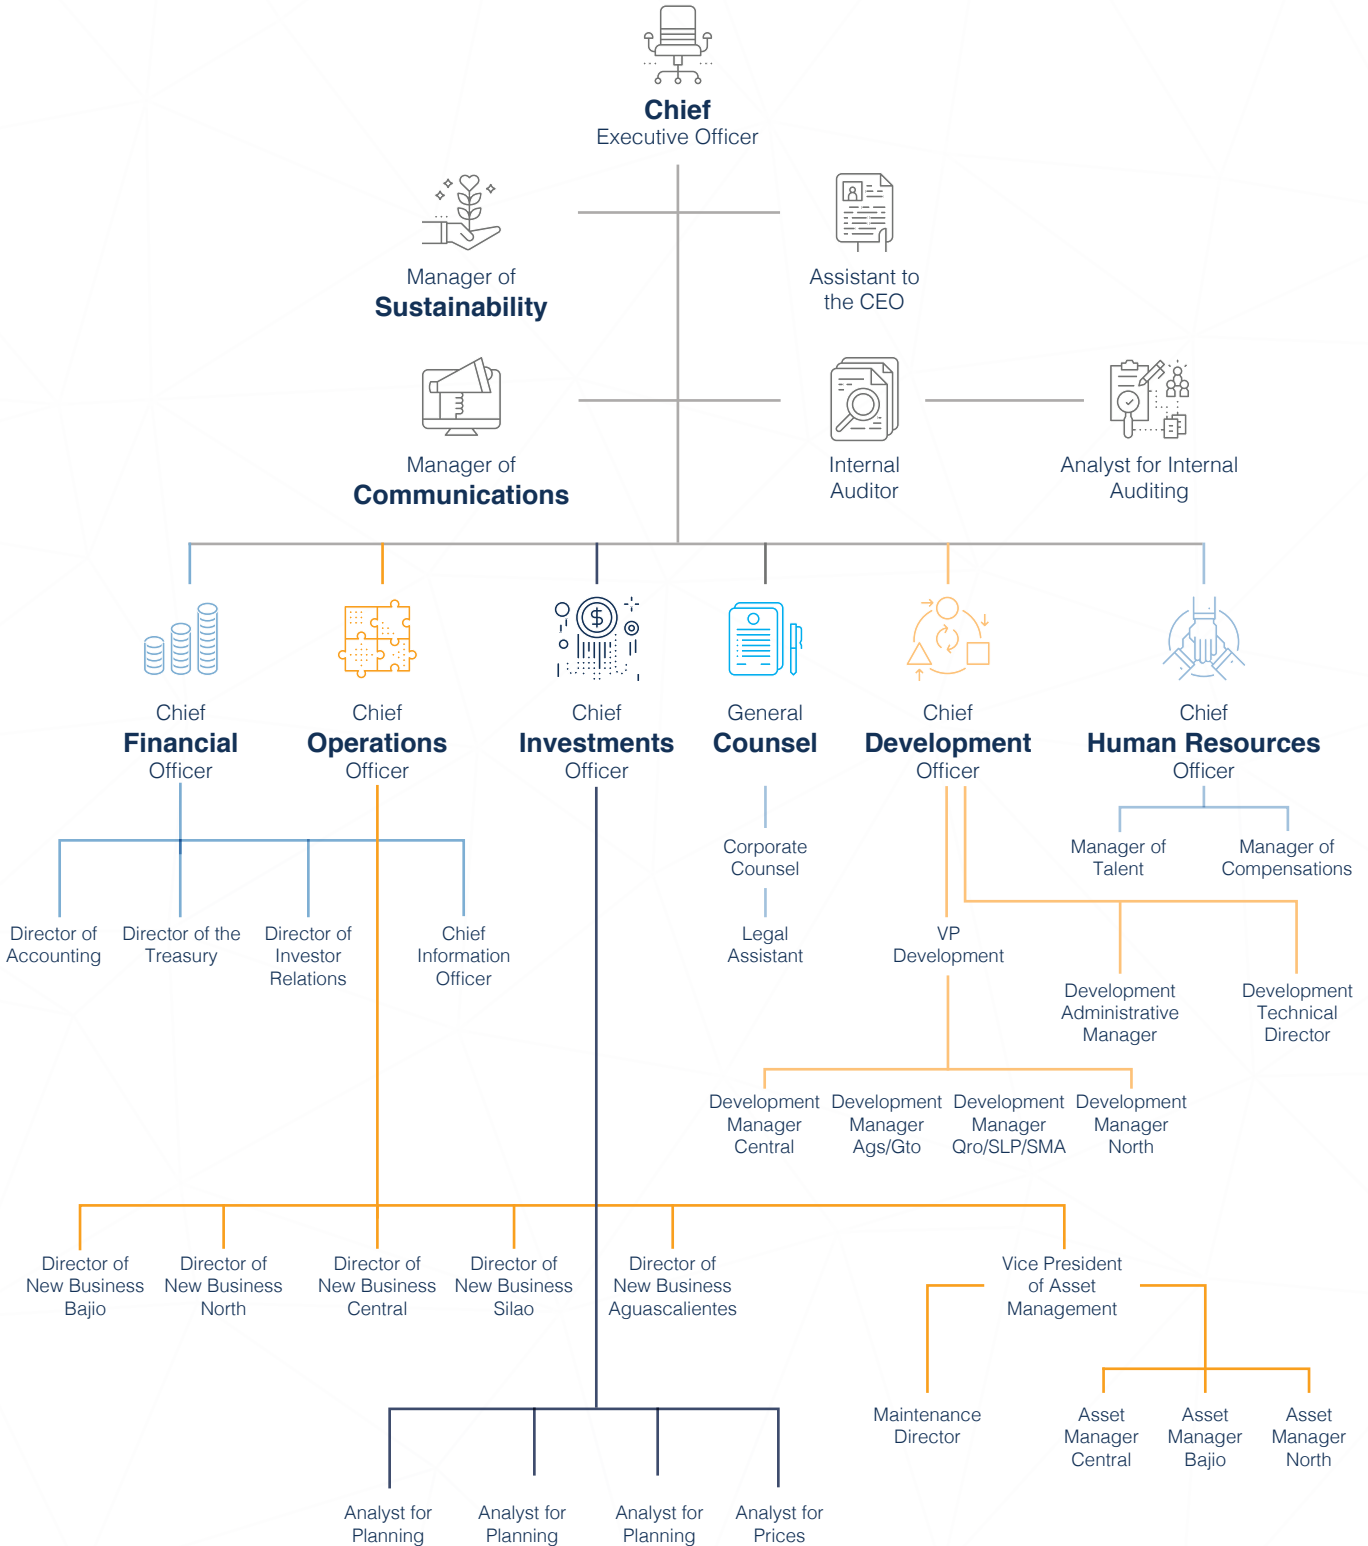 Chief
Executive Officer
Manager of
Sustainability
Assistant to
the CEO
Manager of
Communications
Internal
Auditor
Analyst for Internal
Auditing
Chief
Financial
Officer
Chief
Operations
Officer
Chief
Investments
Officer
General
Counsel
Chief
Development
Officer
Chief
Human Resources
Officer
Corporate
Counsel
Manager of
Talent
Manager of
Compensations
Director of
Accounting
Director of the
Treasury
Director of
Investor
Relations
Chief
Information
Officer
Legal
Assistant
VP
Development
Development
Administrative
Manager
Development
Technical
Director
Development
Manager
Central
Development
Manager
Ags/Gto
Development
Manager
Qro/SLP/SMA
Development
Manager
North
Director of
New Business
Bajio
Director of
New Business
North
Director of
New Business
Central
Director of
New Business
Silao
Director of
New Business
Aguascalientes
Vice President
of Asset
Management
Maintenance
Director
Asset
Manager
Central
Asset
Manager
Bajio
Asset
Manager
North
Analyst for
Planning
Analyst for
Planning
Analyst for
Planning
Analyst for
Prices